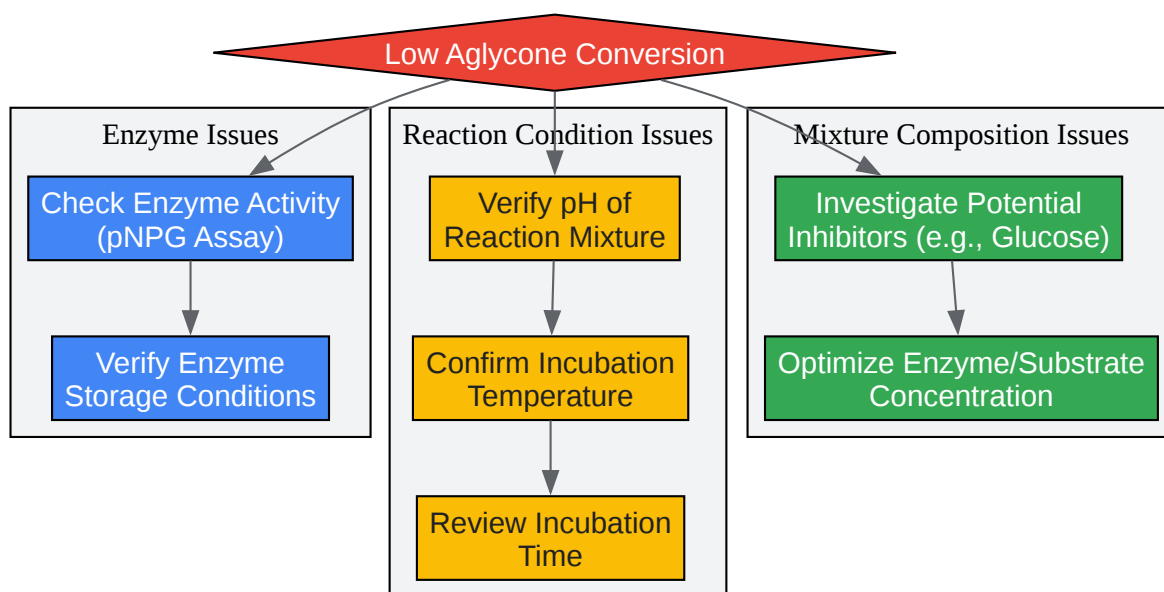 Low Aglycone Conversion
Enzyme Issues
Check Enzyme Activity
(pNPG Assay)
Verify Enzyme
Storage Conditions
Reaction Condition Issues
Verify pH of
Reaction Mixture
Confirm Incubation
Temperature
Review Incubation
Time
Mixture Composition Issues
Investigate Potential
Inhibitors (e.g., Glucose)
Optimize Enzyme/Substrate
Concentration